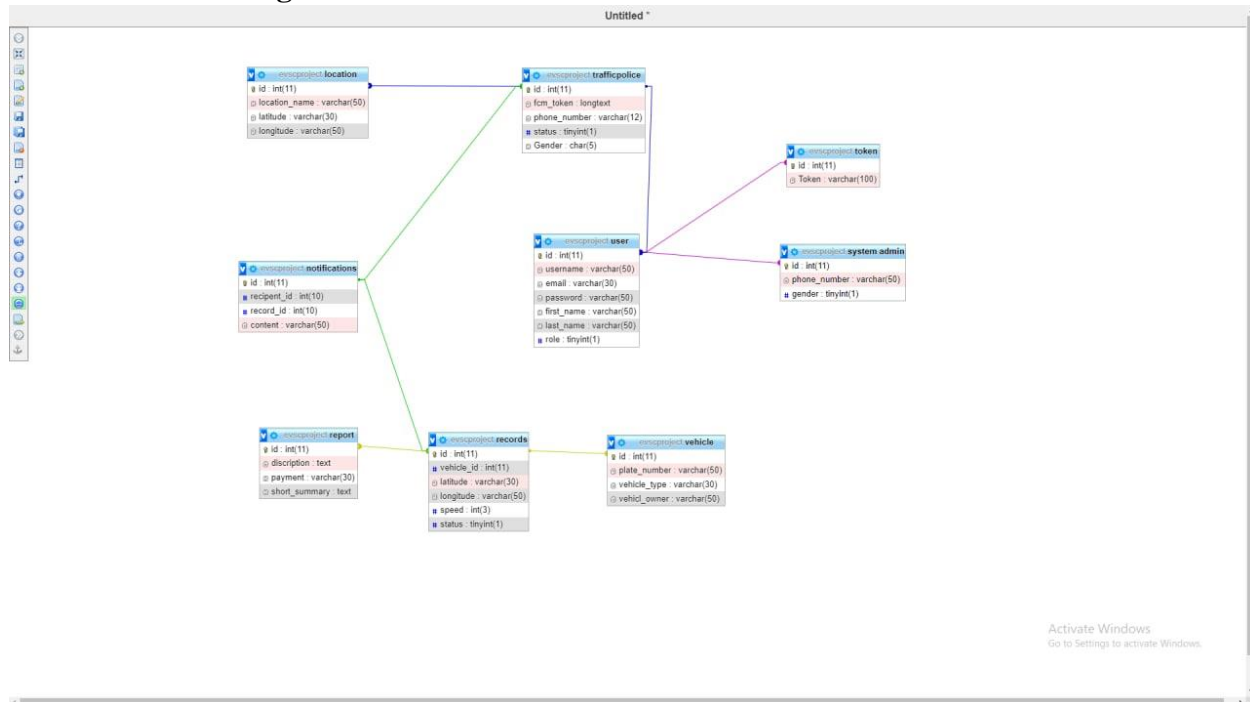 Untitled *
evscproject location
id : int(11)
location_name : varchar(50)
latitude : varchar(30)
longitude : varchar(50)
evscproject trafficpolice
id : int(11)
fcm_token : longtext
phone_number : varchar(12)
# status : tinyint(1)
Gender : char(5)
evscproject token
id : int(11)
Token : varchar(100)
evscproject user
id : int(11)
username : varchar(50)
email : varchar(30)
password : varchar(50)
first_name : varchar(50)
last_name : varchar(50)
# role : tinyint(1)
evscproject system admin
id : int(11)
phone_number : varchar(50)
# gender : tinyint(1)
evscproject notifications
id : int(11)
# recipent_id : int(10)
# record_id : int(10)
content : varchar(50)
evscproject report
id : int(11)
discription : text
payment : varchar(30)
short_summary : text
evscproject records
id : int(11)
# vehicle_id : int(11)
latitude : varchar(30)
longitude : varchar(50)
# speed : int(3)
# status : tinyint(1)
evscproject vehicle
id : int(11)
plate_number : varchar(50)
vehicle_type : varchar(30)
vehicl_owner : varchar(50)
Activate Windows
Go to Settings to activate Windows.